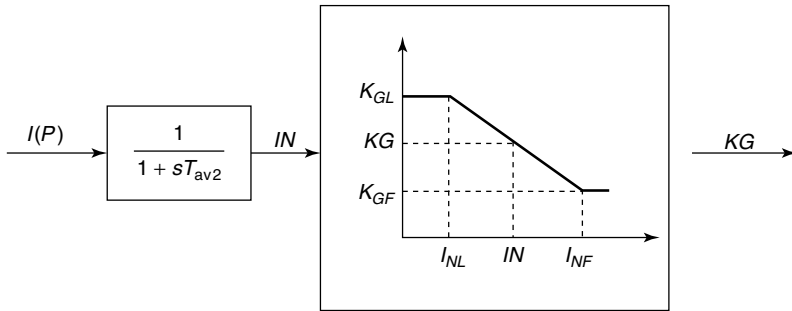 I(P)
1
1 + sT_av2
IN
K_GL
KG
K_GF
I_NL
IN
I_NF
KG